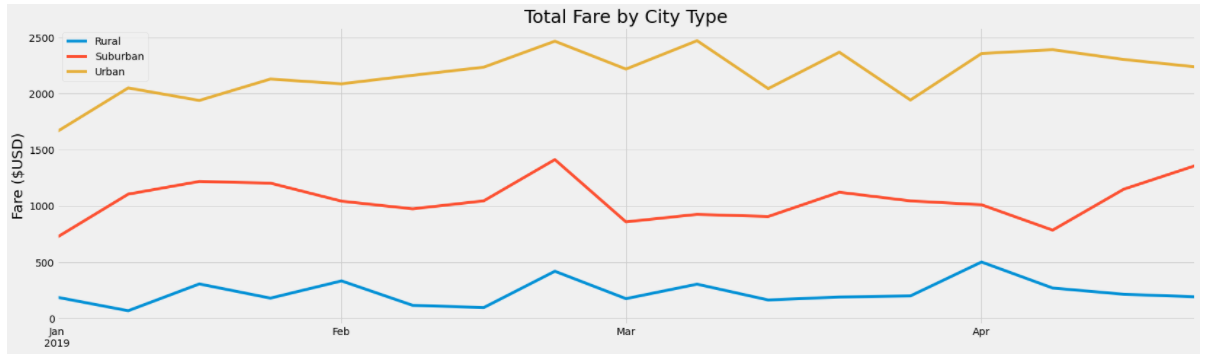 Total Fare by City Type
Rural
Suburban
Urban
Fare ($USD)
2500
2000
1500
1000
500
0
Jan
2019
Feb
Mar
Apr